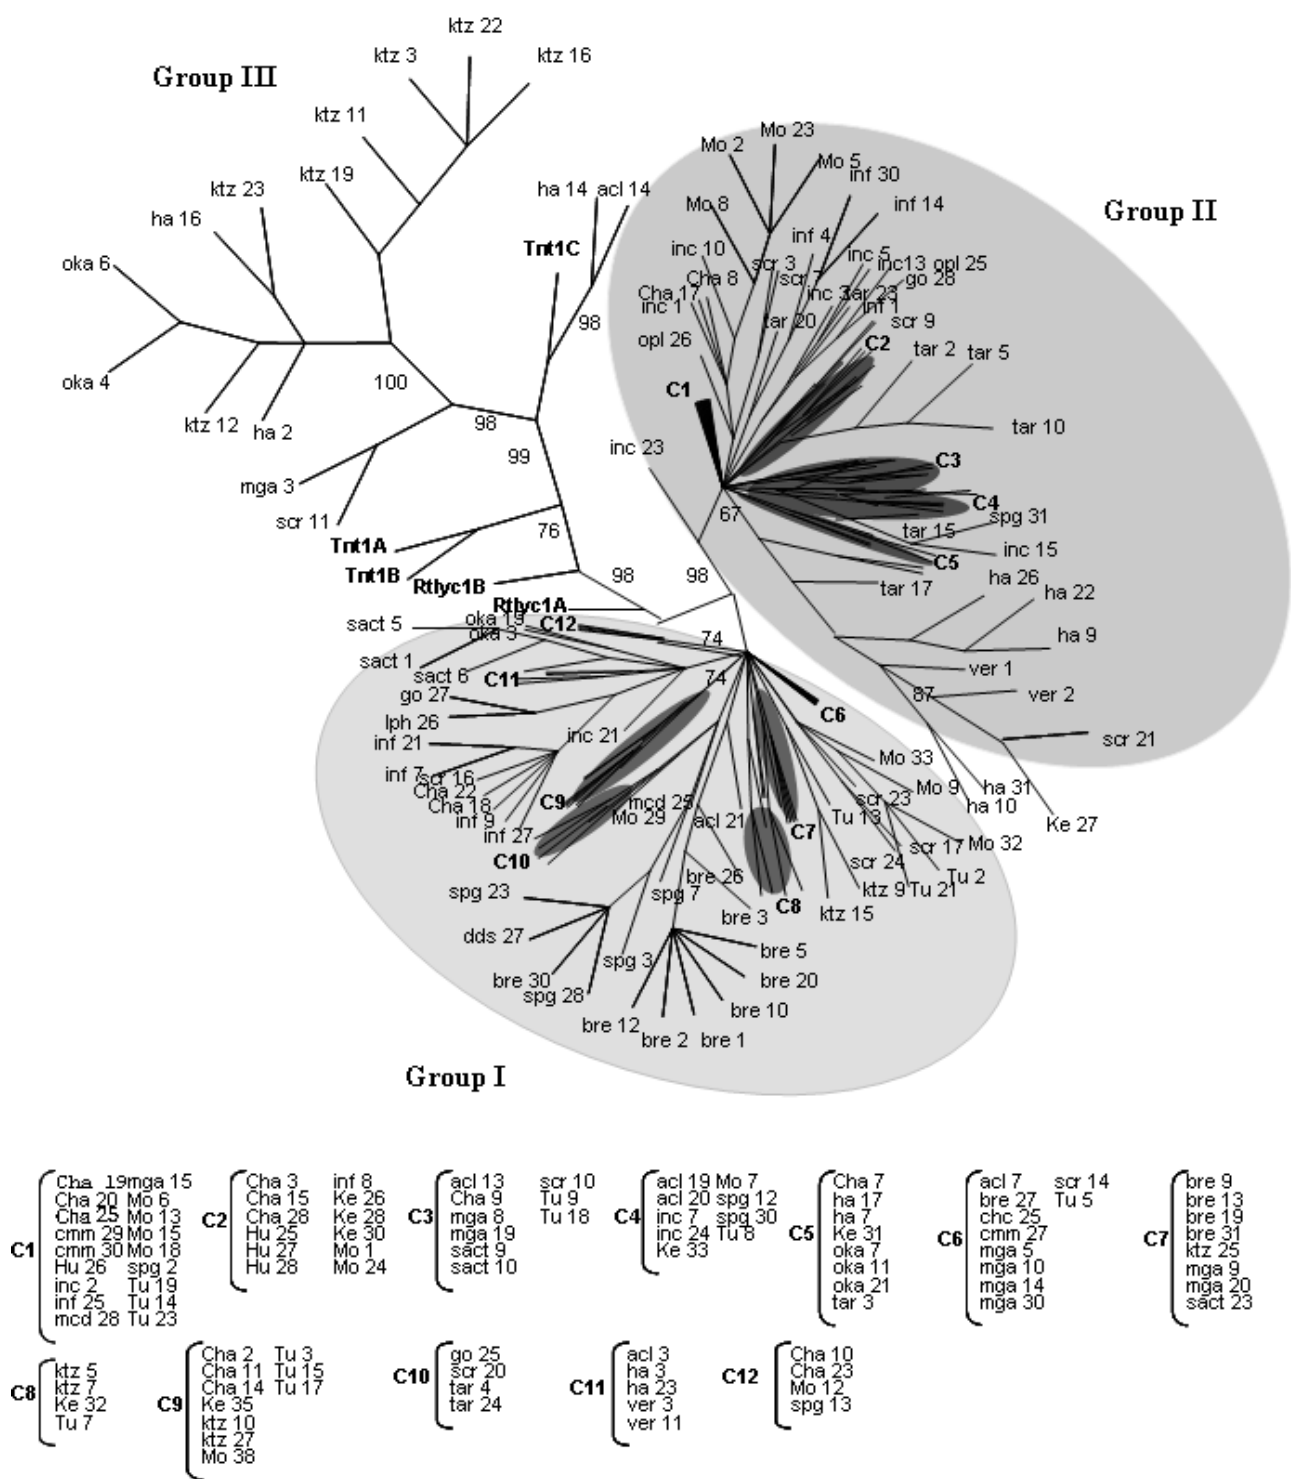 ktz 22
ktz 3
ktz 16
Group III
ktz 11
Mo 23
Mo 2
Mo 5
inf 30
ktz 19
ktz 23
ha 14 acl 14
Mo 8
inf 14
Group II
ha 16
Tnt1C
inc 10
inf 4
inc 5
oka 6
Cha 8
scr 3
scr 7
inc13 opl 25
go 28
Cha 17
inc 3
tar 23
inc 1
inf 1
98
tar 20
scr 9
opl 26
C2
tar 2
tar 5
oka 4
100
C1
ktz 12
ha 2
98
inc 23
tar 10
99
C3
mga 3
C4
scr 11
67
spg 31
Tnt1A
76
tar 15
inc 15
Tnt1B
98
98
C5
Rtlyc1B
tar 17
ha 26
ha 22
Rtlyc1A
oka 19
C12
sact 5
oka 3
74
ha 9
sact 1
sact 6
C11
74
ver 1
go 27
87
ver 2
lph 26
C6
inf 21
inc 21
scr 21
inf 7
scr 16
Mo 33
Cha 22
Mo 9
ha 31
Cha 18
C9
mcd 25
scr 23
ha 10
inf 9
Mo 29
acl 21
Tu 13
Ke 27
inf 27
C7
C10
scr 17
Mo 32
scr 24
bre 26
Tu 2
spg 23
spg 7
ktz 9
Tu 21
bre 3
C8
ktz 15
dds 27
bre 5
spg 3
bre 30
bre 20
spg 28
bre 10
bre 12
bre 2
bre 1
Group I
C1
Cha 19 mga 15
Cha 20 Mo 6
Cha 25 Mo 13
cmm 29 Mo 15
cmm 30 Mo 18
Hu 26 spg 2
inc 2 Tu 19
inf 25 Tu 14
mcd 28 Tu 23
C2
Cha 3 inf 8
Cha 15 Ke 26
Cha 28 Ke 28
Hu 25 Ke 30
Hu 27 Mo 1
Hu 28 Mo 24
C3
acl 13 scr 10
Cha 9 Tu 9
mga 8 Tu 18
mga 19
sact 9
sact 10
C4
acl 19 Mo 7
acl 20 spg 12
inc 7 spg 30
inc 24 Tu 8
Ke 33
C5
Cha 7
ha 17
ha 7
Ke 31
oka 7
oka 11
oka 21
tar 3
C6
acl 7 scr 14
bre 27 Tu 5
chc 25
cmm 27
mga 5
mga 10
mga 14
mga 30
C7
bre 9
bre 13
bre 19
bre 31
ktz 25
mga 9
mga 20
sact 23
C8
ktz 5
ktz 7
Ke 32
Tu 7
C9
Cha 2 Tu 3
Cha 11 Tu 15
Cha 14 Tu 17
Ke 35
ktz 10
ktz 27
Mo 38
C10
go 25
scr 20
tar 4
tar 24
C11
acl 3
ha 3
ha 23
ver 3
ver 11
C12
Cha 10
Cha 23
Mo 12
spg 13